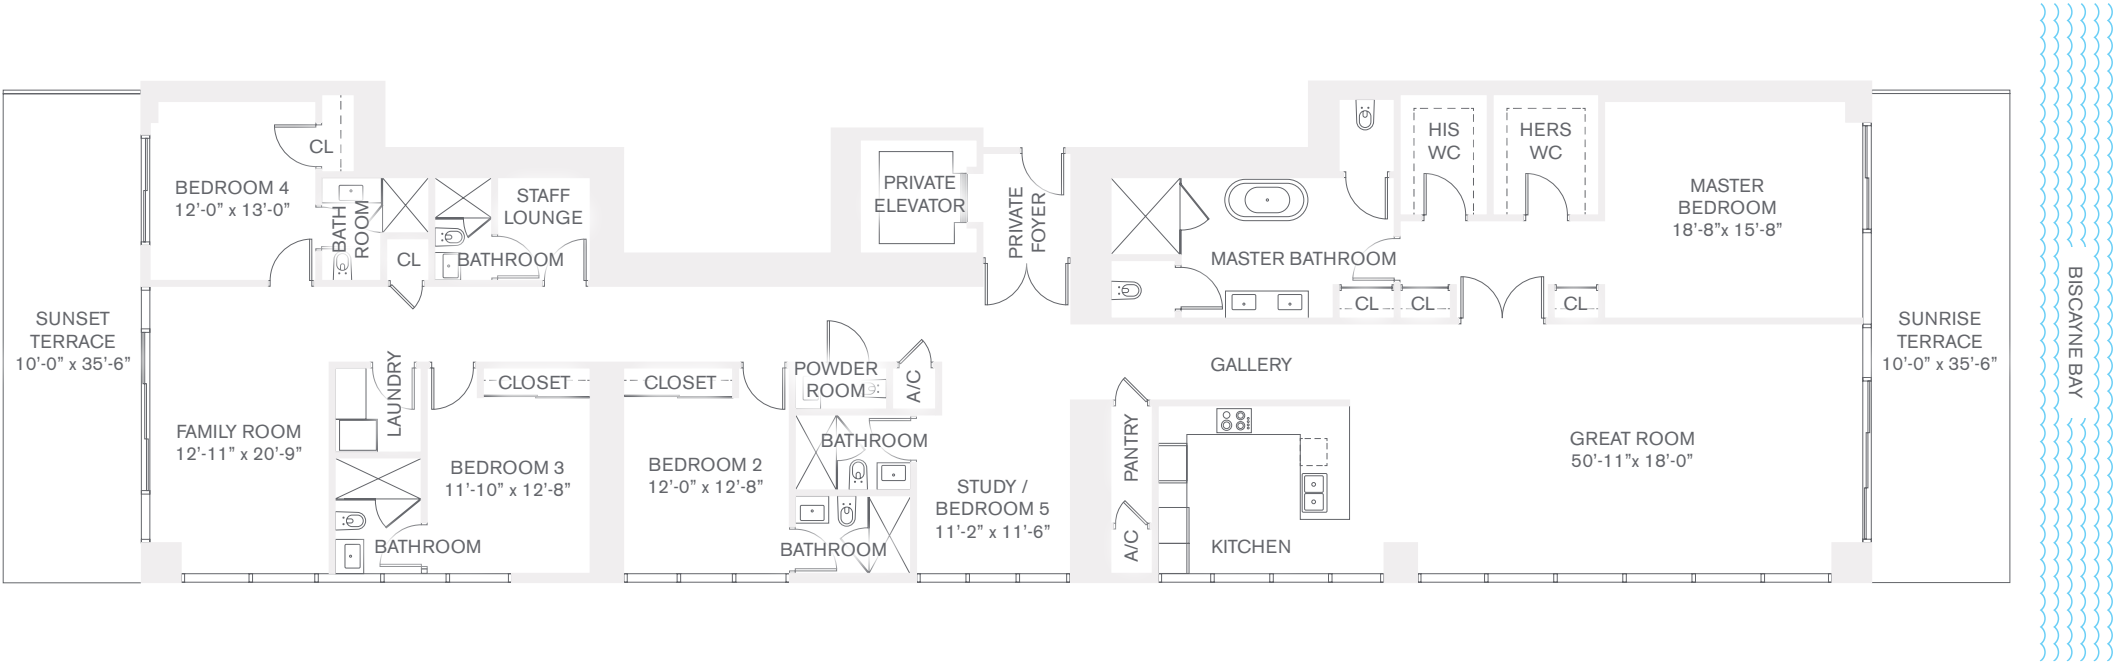 SUNSET
TERRACE
10’-0” x 35’-6”
BEDROOM 4
12’-0” x 13’-0”
CL
BATH
ROOM
CL
STAFF
LOUNGE
BATHROOM
FAMILY ROOM
12’-11” x 20’-9”
LAUNDRY
BATHROOM
CLOSET
BEDROOM 3
11’-10” x 12’-8”
CLOSET
BEDROOM 2
12’-0” x 12’-8”
POWDER
ROOM
A/C
BATHROOM
BATHROOM
STUDY /
BEDROOM 5
11’-2” x 11’-6”
PRIVATE
ELEVATOR
PRIVATE
FOYER
MASTER BATHROOM
HIS
WC
HERS
WC
CL
CL
CL
MASTER
BEDROOM
18’-8”x 15’-8”
GALLERY
PANTRY
A/C
KITCHEN
GREAT ROOM
50’-11”x 18’-0”
SUNRISE
TERRACE
10’-0” x 35’-6”
BISCAYNE BAY